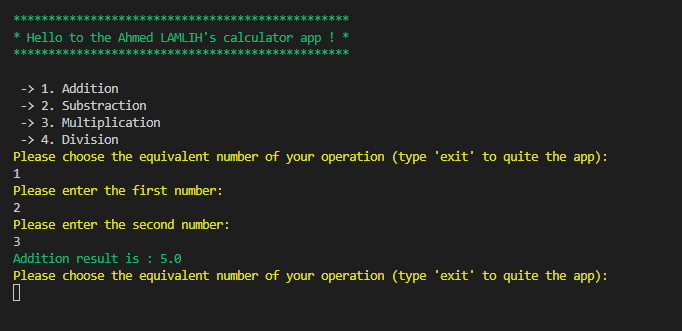 ************************************************
* Hello to the Ahmed LAMLIH's calculator app ! *
************************************************
-> 1. Addition
-> 2. Substraction
-> 3. Multiplication
-> 4. Division
Please choose the equivalent number of your operation (type 'exit' to quite the app):
1
Please enter the first number:
2
Please enter the second number:
3
Addition result is : 5.0
Please choose the equivalent number of your operation (type 'exit' to quite the app):